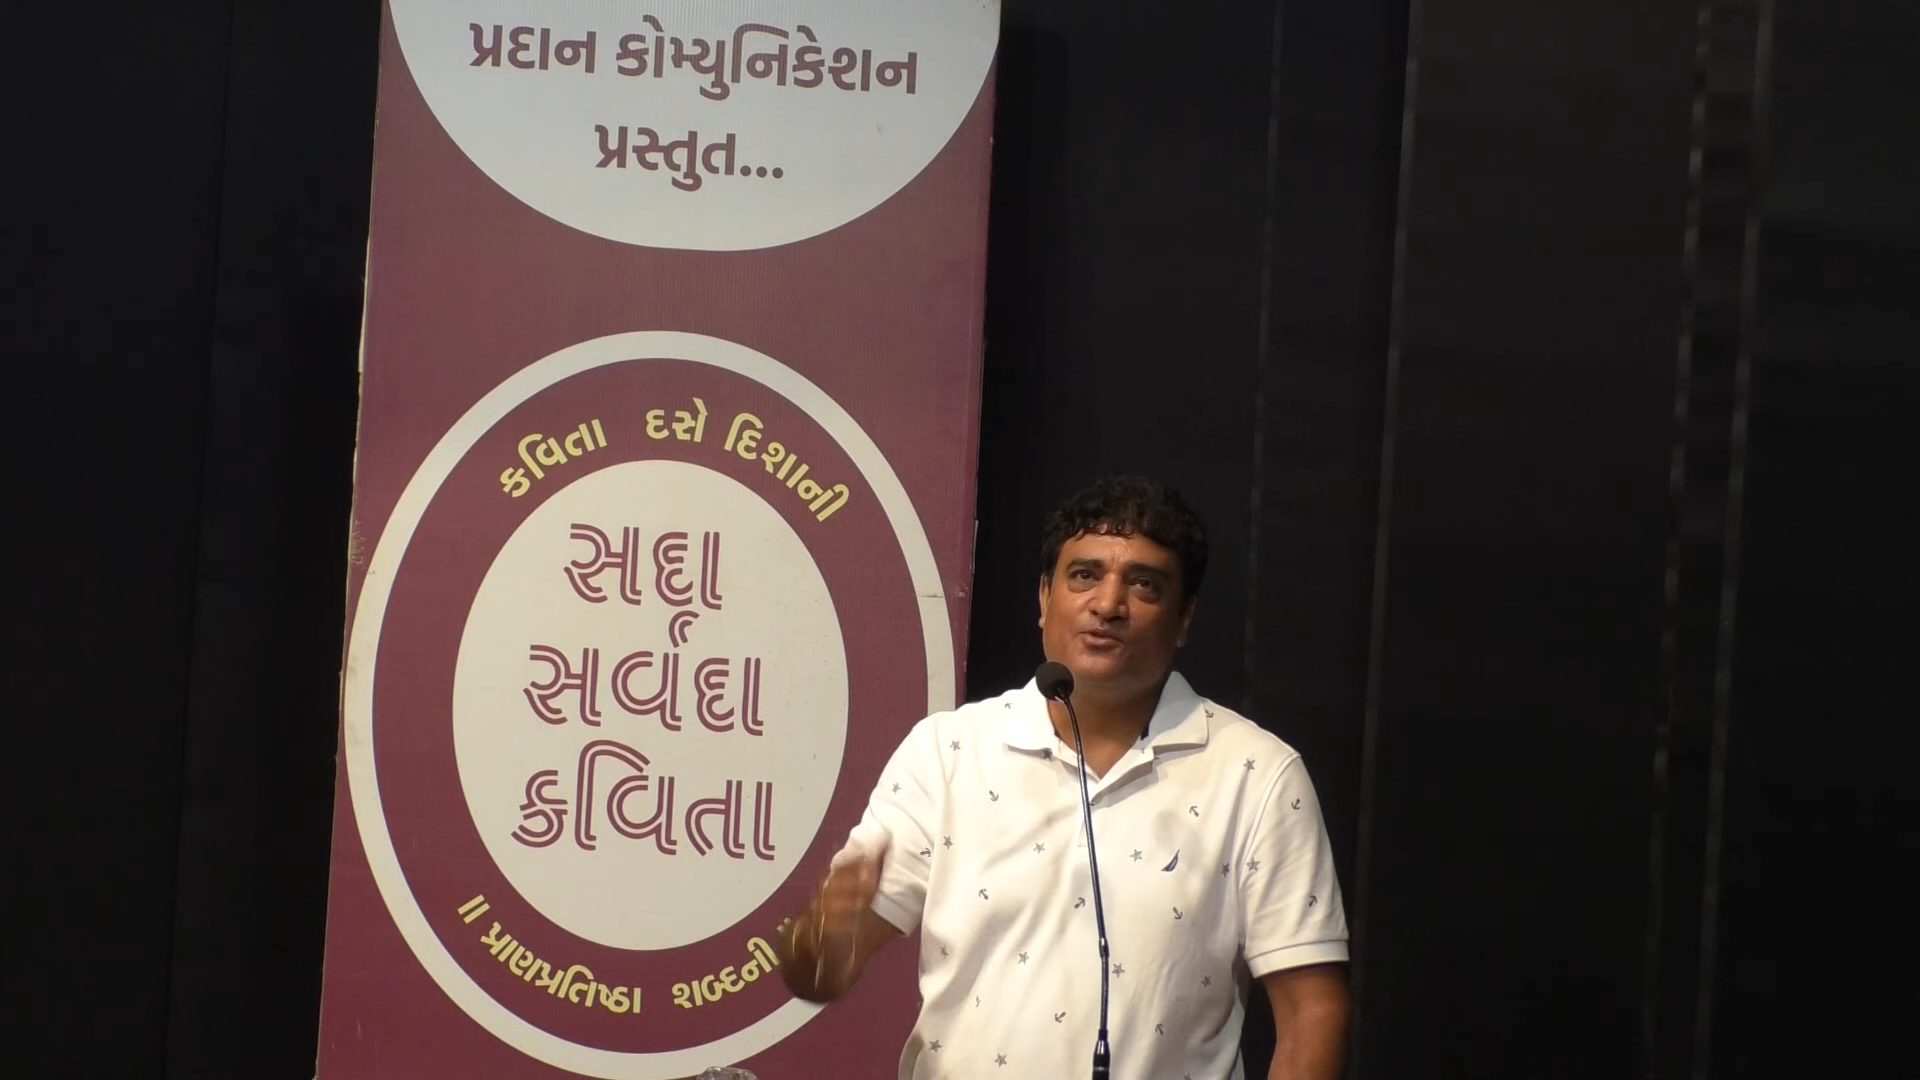 પ્રદાન કોમ્યુનિકેશન
પ્રસ્તુત...
કવિતા દસે દિશાની
સદા
સર્વદા
કવિતા
॥ પ્રાણપ્રતિષ્ઠા શબ્દની